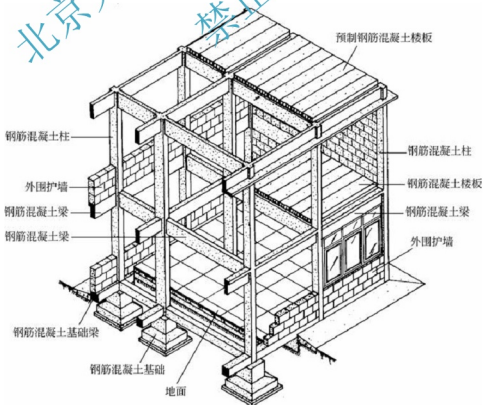 北京
禁止
预制钢筋混凝土楼板
钢筋混凝土柱
钢筋混凝土柱
外围护墙
钢筋混凝土楼板
钢筋混凝土梁
钢筋混凝土梁
钢筋混凝土梁
外围护墙
钢筋混凝土基础梁
钢筋混凝土基础
地面